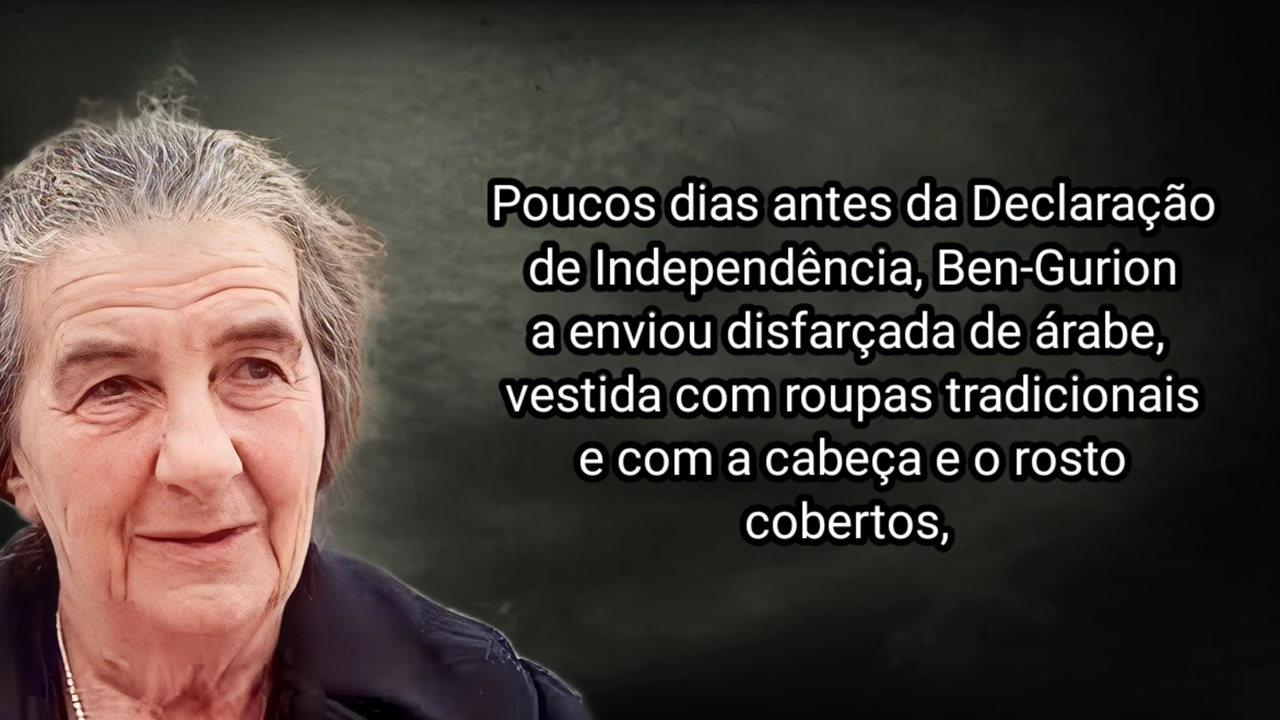 Poucos dias antes da Declaração
de Independência, Ben-Gurion
a enviou disfarçada de árabe,
vestida com roupas tradicionais
e com a cabeça e o rosto
cobertos,